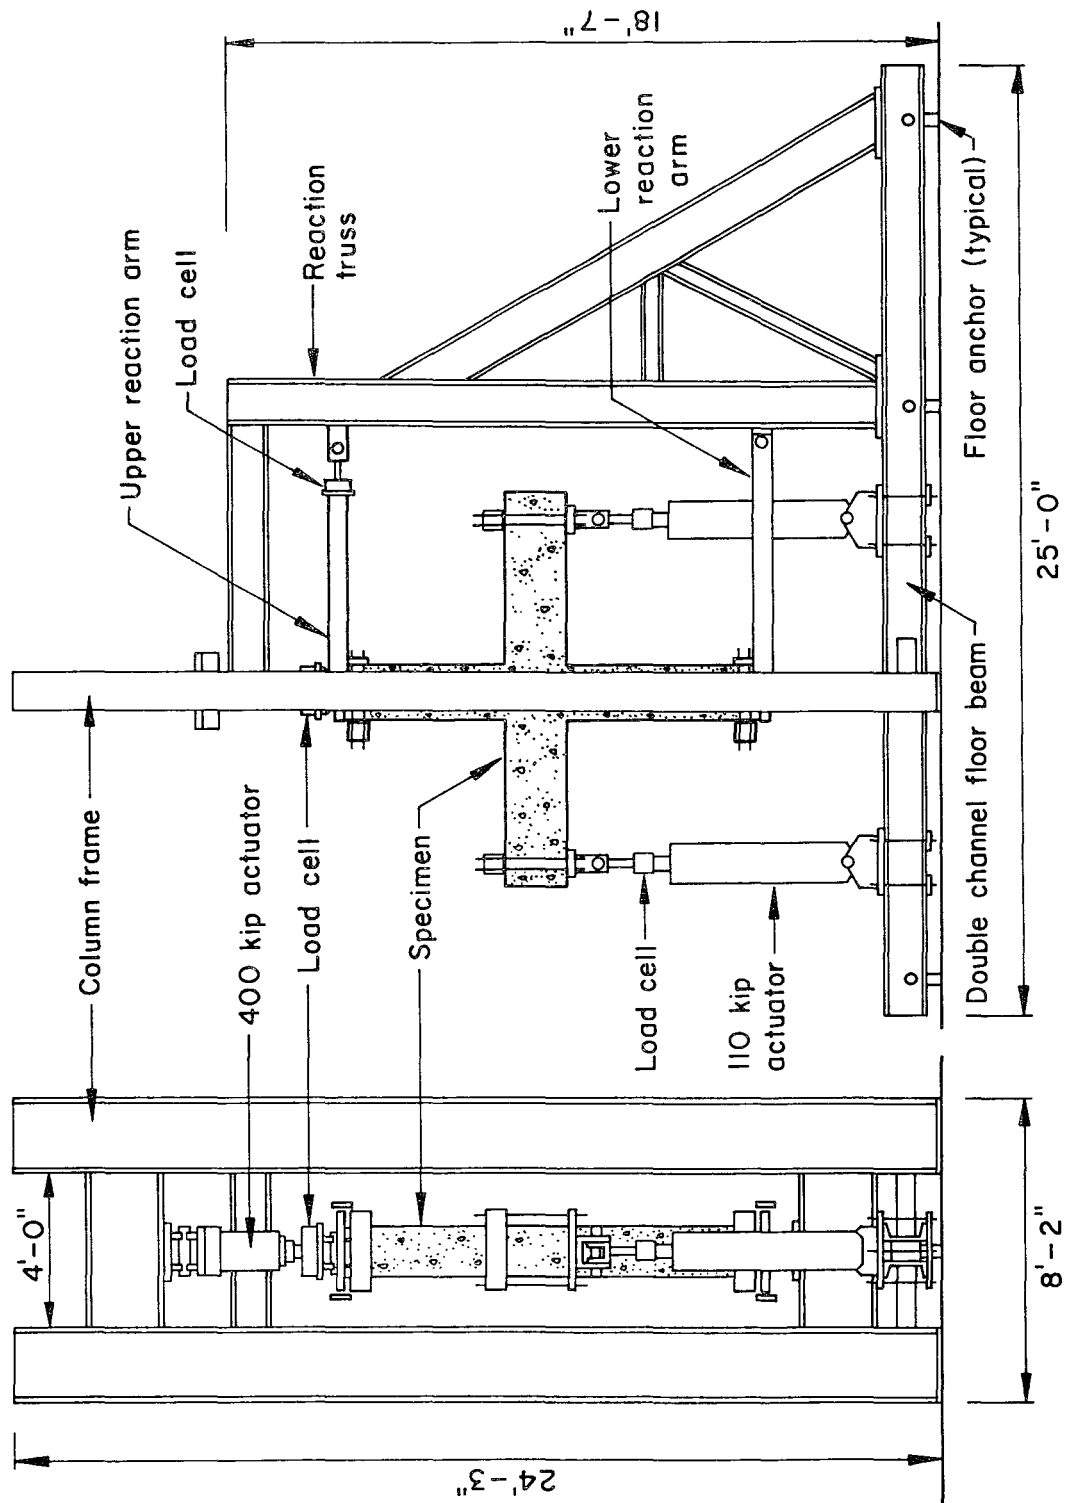 18'-7"
Upper reaction arm
Load cell
Reaction
truss
Lower
reaction
arm
Floor anchor (typical)
25'-0"
Double channel floor beam
Column frame
400 kip actuator
Load cell
Specimen
Load cell
110 kip
actuator
4'-0"
8'-2"
24'-3"